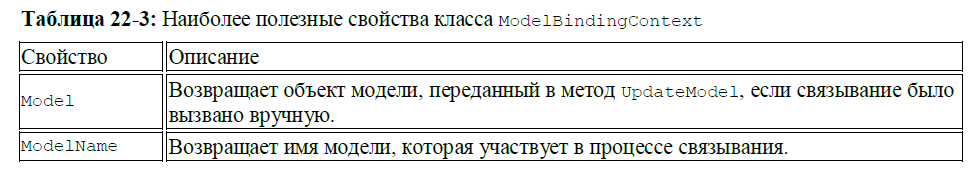 Таблица 22-3: Наиболее полезные свойства класса ModelBindingContext
Свойство Описание
Model Возвращает объект модели, переданный в метод UpdateModel, если связывание было
вызвано вручную.
ModelName Возвращает имя модели, которая участвует в процессе связывания.